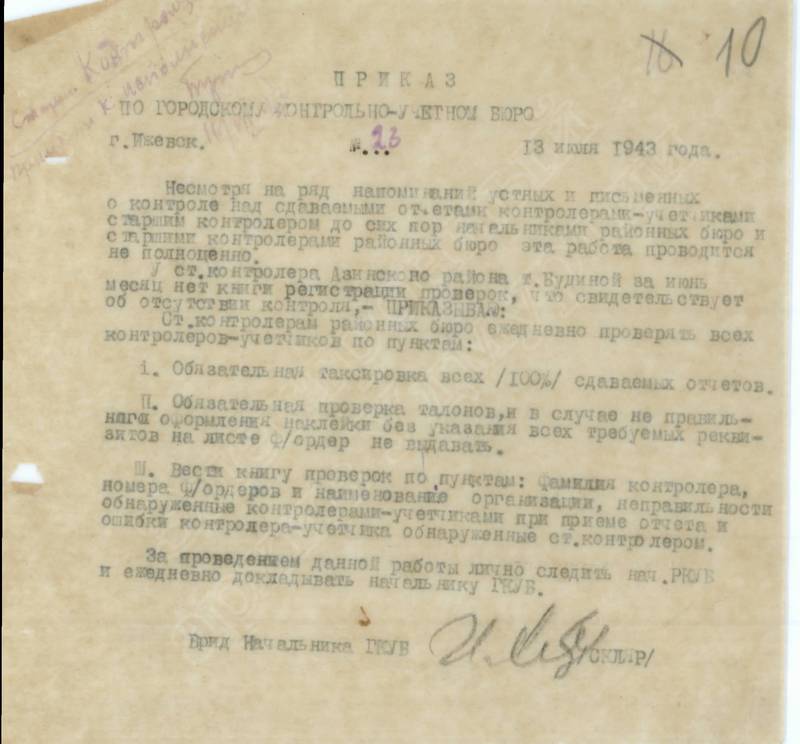 10
ПРИКАЗ
ПО ГОРОДСКОМУ КОНТРОЛЬНО-УЧЕТНОМ БЮРО
г.Ижевск. № 23 13 июля 1943 года.
Несмотря на ряд напоминаний устных и письменных
о контроле над сдаваемыми отчетами контролерами-учетчиками
старшим контролером до сих пор начальниками районных бюро и
старшими контролерами районных бюро эта работа проводится
не полноценно.
У ст.контролера Азинского района т.Будиной за июнь
месяц нет книги регистрации проверок, что свидетельствует
об отсутствии контроля,- ПРИКАЗЫВАЮ:
Ст.контролерам районных бюро ежедневно проверять всех
контролеров-учетчиков по пунктам:
i. Обязательная таксировка всех /100%/ сдаваемых отчетов.
П. Обязательная проверка талонов,и в случае не правиль-
ного оформления наклейки без указания всех требуемых рекви-
зитов на листе ф/ордер не выдавать.
Ш. Вести книгу проверок по пунктам: фамилия контролера,
номера ф/ордеров и наименование организации, неправильности
обнаруженные контролерами-учетчиками при приеме отчета и
ошибки контролера-учетчика обнаруженные ст.контролером.
За проведением данной работы лично следить нач.РКУБ
и ежедневно докладывать начальнику ГКУБ.
Врид Начальника ГКУБ /СКЛЯР/